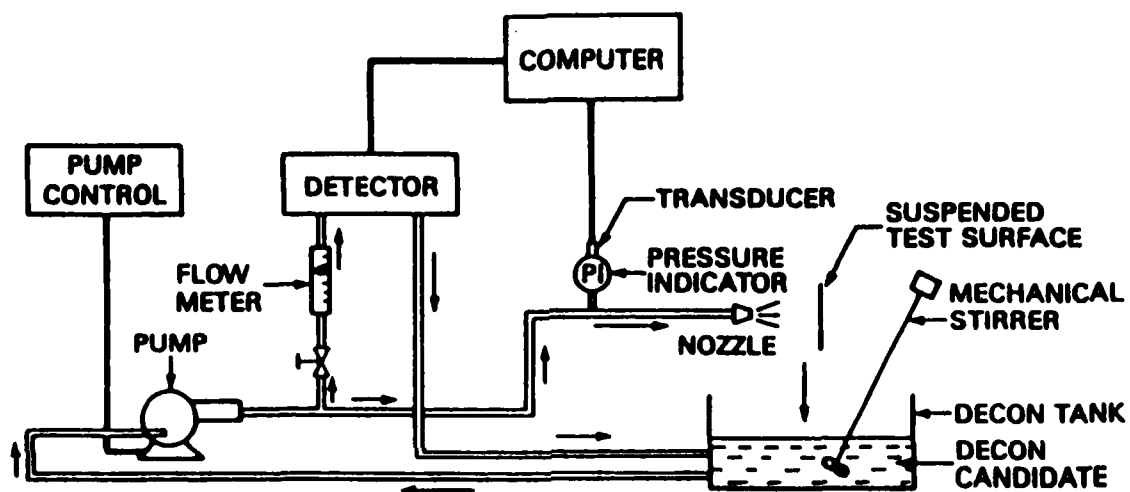 COMPUTER
PUMP
CONTROL
DETECTOR
TRANSDUCER
SUSPENDED
TEST SURFACE
FLOW
METER
PI
PRESSURE
INDICATOR
MECHANICAL
STIRRER
PUMP
NOZZLE
DECON TANK
DECON
CANDIDATE